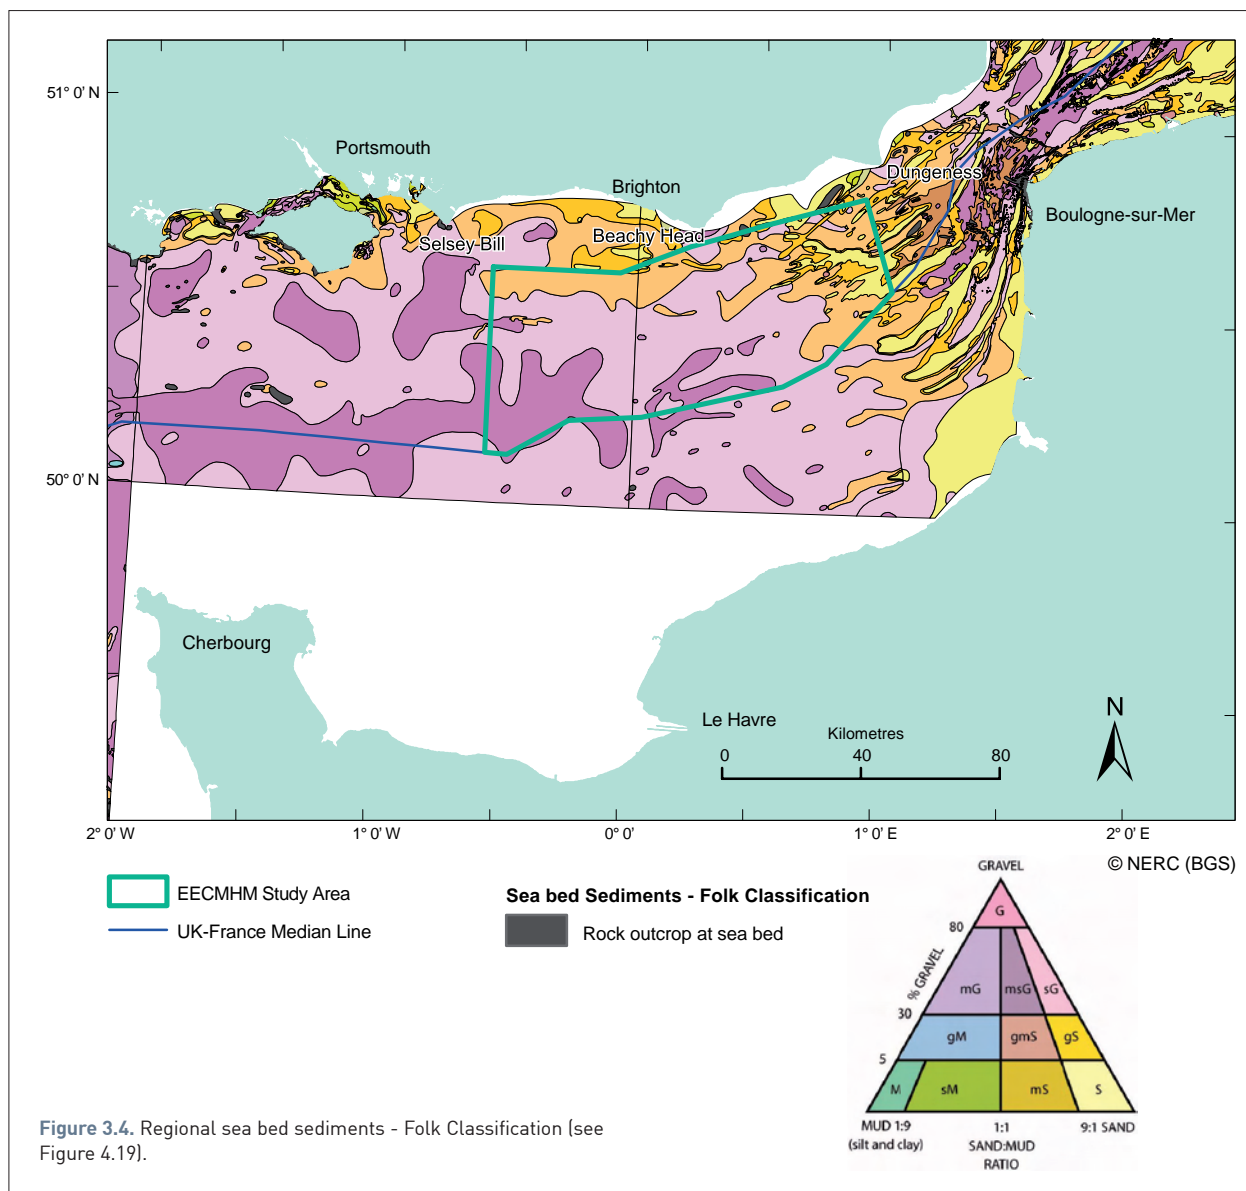 51° 0' N
Portsmouth
Brighton
Dungeness
Boulogne-sur-Mer
Selsey Bill
Beachy Head
50° 0' N
Cherbourg
Le Havre
N
Kilometres
0 40 80
2° 0' W
1° 0' W
0° 0'
1° 0' E
2° 0' E
© NERC (BGS)
EECMHM Study Area
UK-France Median Line
Sea bed Sediments - Folk Classification
Rock outcrop at sea bed
GRAVEL
G
80
% GRAVEL
mG msG sG
30
gM gmS gS
5
M sM mS S
MUD 1:9
(silt and clay)
1:1
SAND:MUD
RATIO
9:1 SAND
Figure 3.4. Regional sea bed sediments - Folk Classification (see
Figure 4.19).